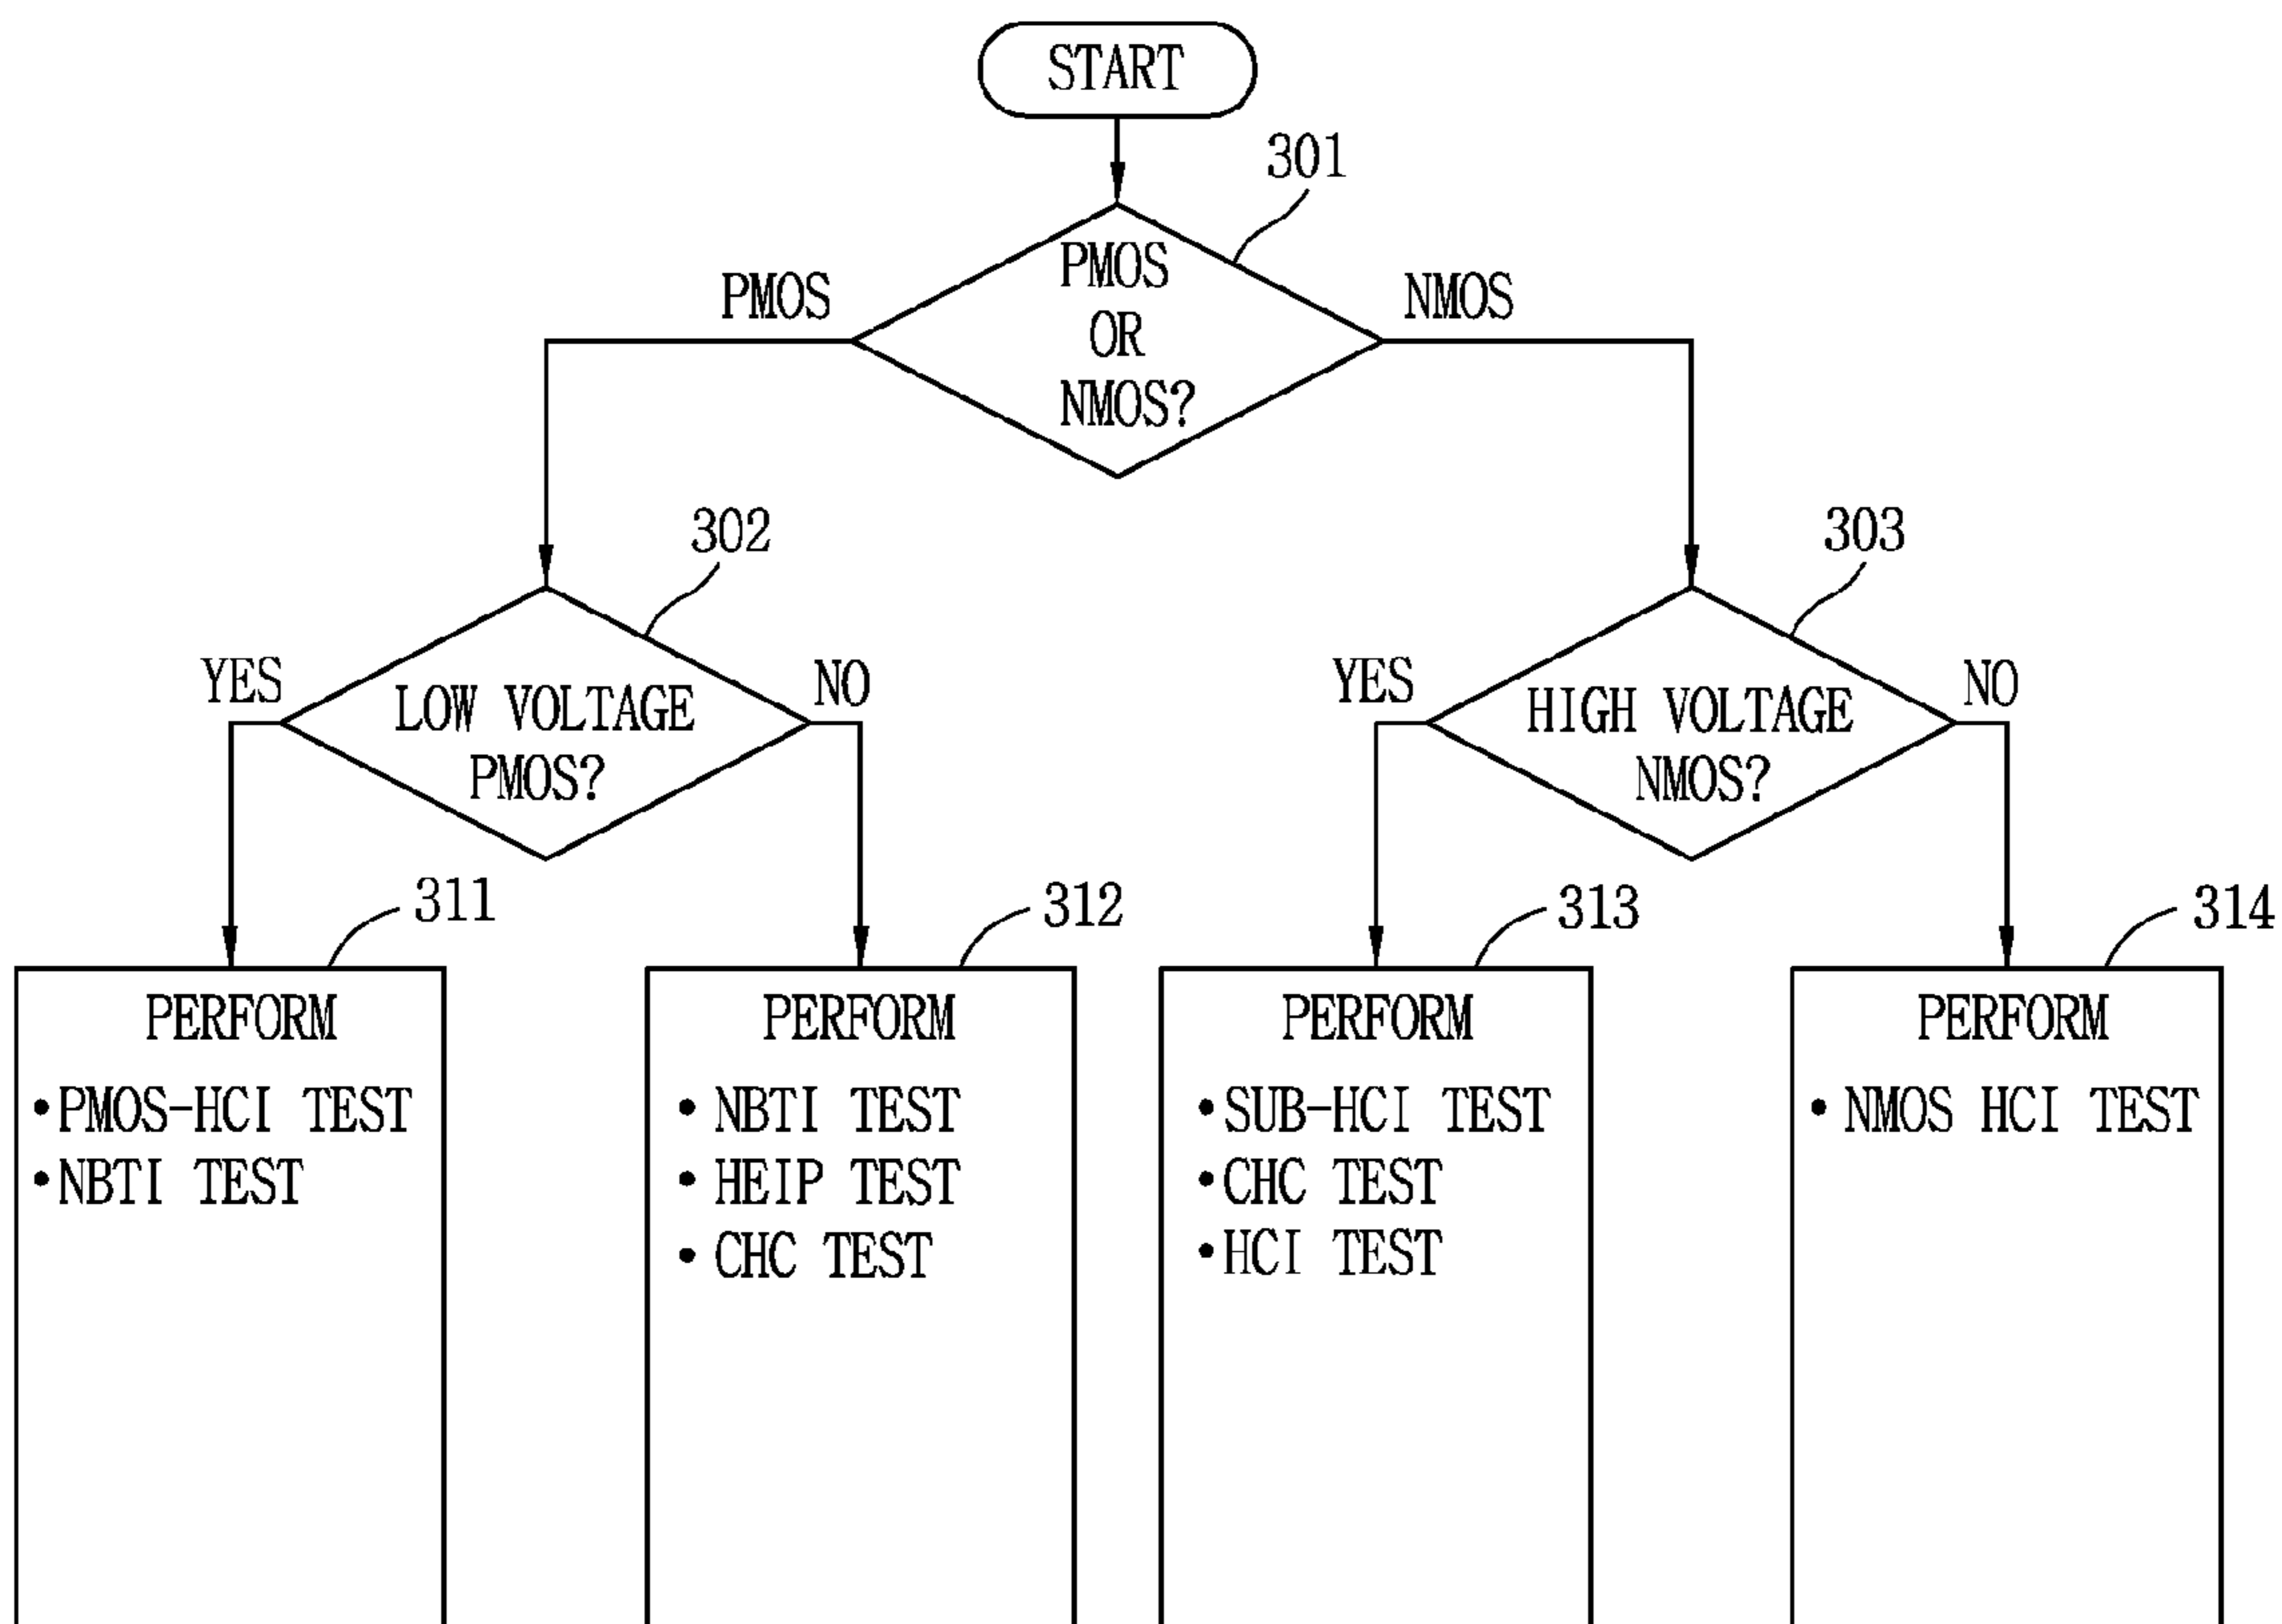 START
301
PMOS
OR
NMOS?
PMOS
NMOS
302
LOW VOLTAGE
PMOS?
YES
NO
303
HIGH VOLTAGE
NMOS?
YES
NO
311
PERFORM
•PMOS-HCI TEST
•NBTI TEST
312
PERFORM
• NBTI TEST
• HEIP TEST
• CHC TEST
313
PERFORM
•SUB-HCI TEST
•CHC TEST
•HCI TEST
314
PERFORM
• NMOS HCI TEST